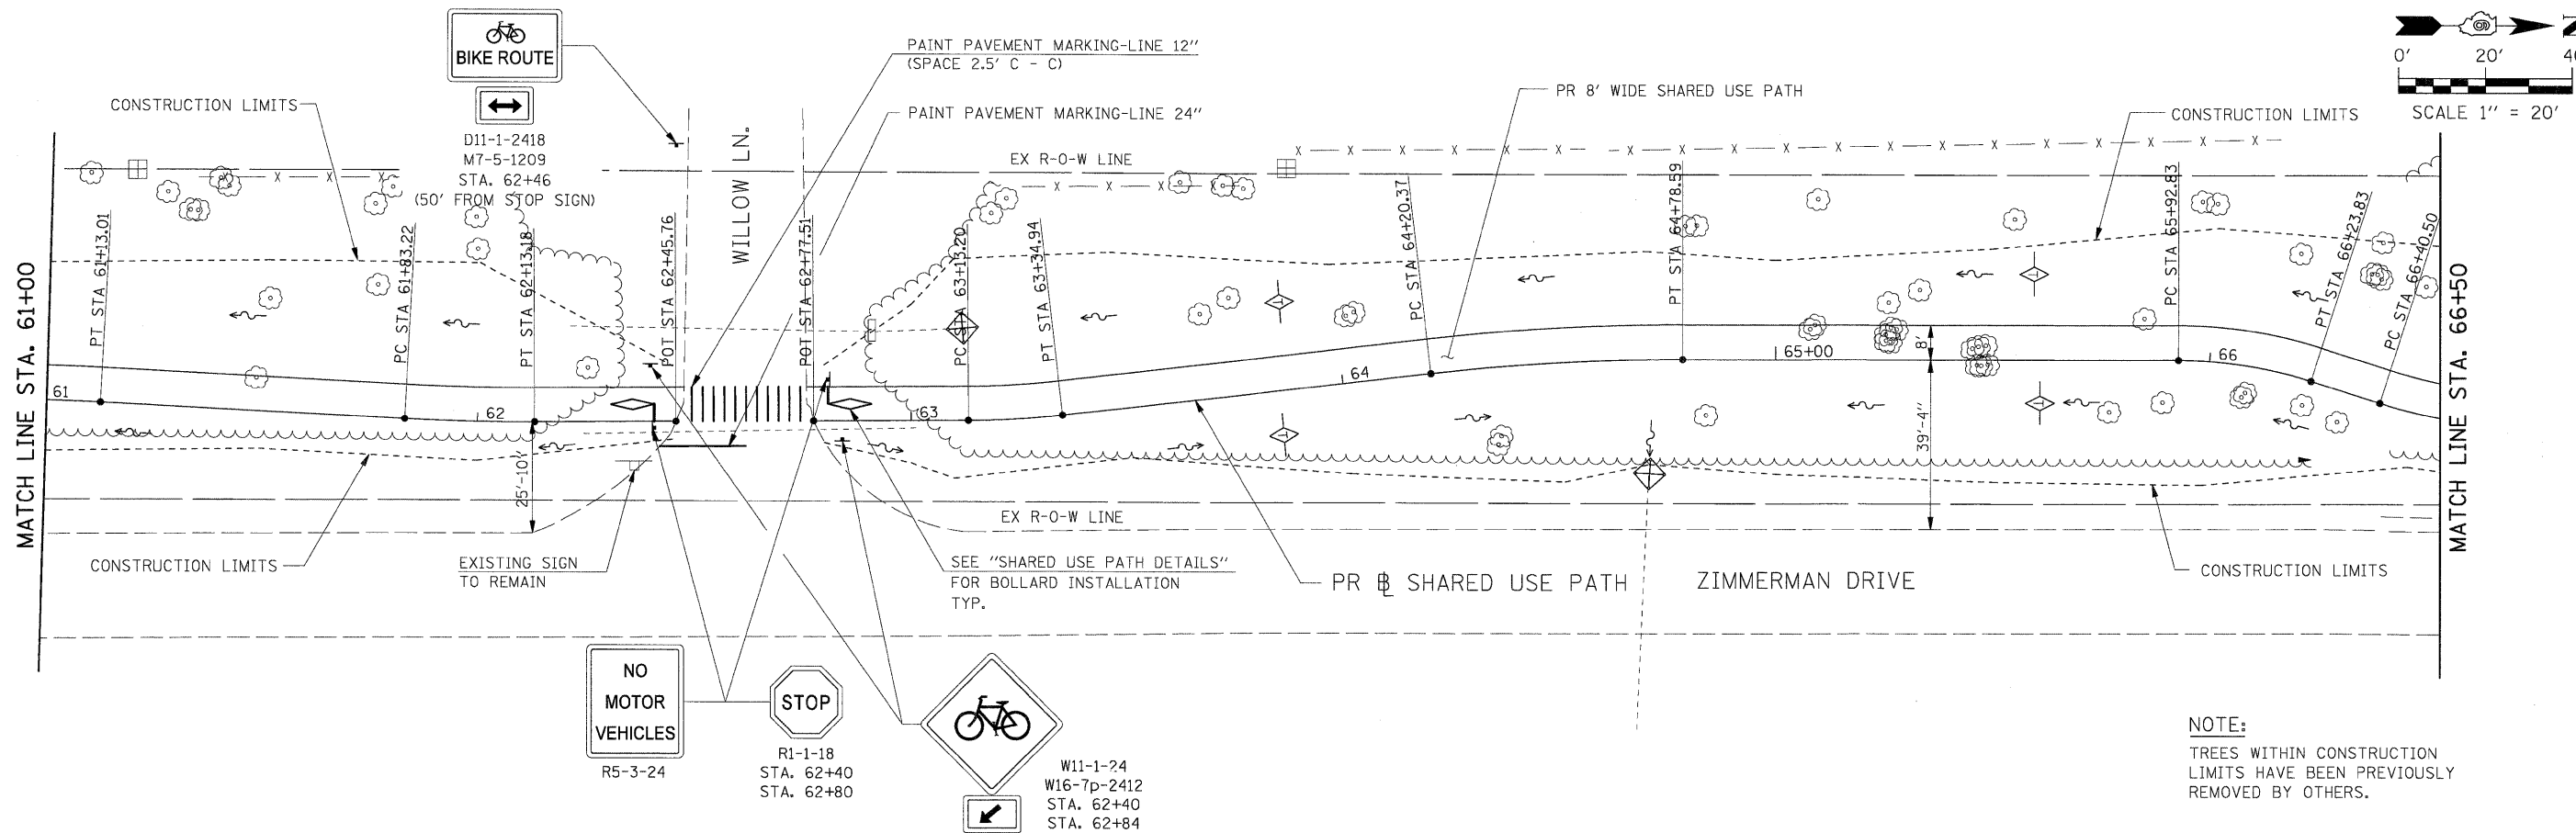 BIKE ROUTE
D11-1-2418
M7-5-1209
STA. 62+46
(50' FROM STOP SIGN)
PAINT PAVEMENT MARKING-LINE 12"
(SPACE 2.5' C - C)
PAINT PAVEMENT MARKING-LINE 24"
PR 8' WIDE SHARED USE PATH
CONSTRUCTION LIMITS
CONSTRUCTION LIMITS
0' 20'
SCALE 1" = 20'
WILLOW LN.
EX R-O-W LINE
MATCH LINE STA. 61+00
PT STA 61+13.01
PC STA 61+83.22
PT STA 62+13.18
POT STA 62+45.76
POT STA 62+77.51
PC STA 63+13.20
PT STA 63+34.94
PC STA 64+20.37
PT STA 64+78.59
PC STA 65+92.83
PT STA 66+23.83
PC STA 66+40.50
MATCH LINE STA. 66+50
61
62
63
64
65+00
66
8'
25'-10"
39'-4"
EX R-O-W LINE
CONSTRUCTION LIMITS
EXISTING SIGN
TO REMAIN
SEE "SHARED USE PATH DETAILS"
FOR BOLLARD INSTALLATION
TYP.
PR BL SHARED USE PATH
ZIMMERMAN DRIVE
CONSTRUCTION LIMITS
NO
MOTOR
VEHICLES
R5-3-24
STOP
R1-1-18
STA. 62+40
STA. 62+80
W11-1-24
W16-7p-2412
STA. 62+40
STA. 62+84
NOTE:
TREES WITHIN CONSTRUCTION
LIMITS HAVE BEEN PREVIOUSLY
REMOVED BY OTHERS.